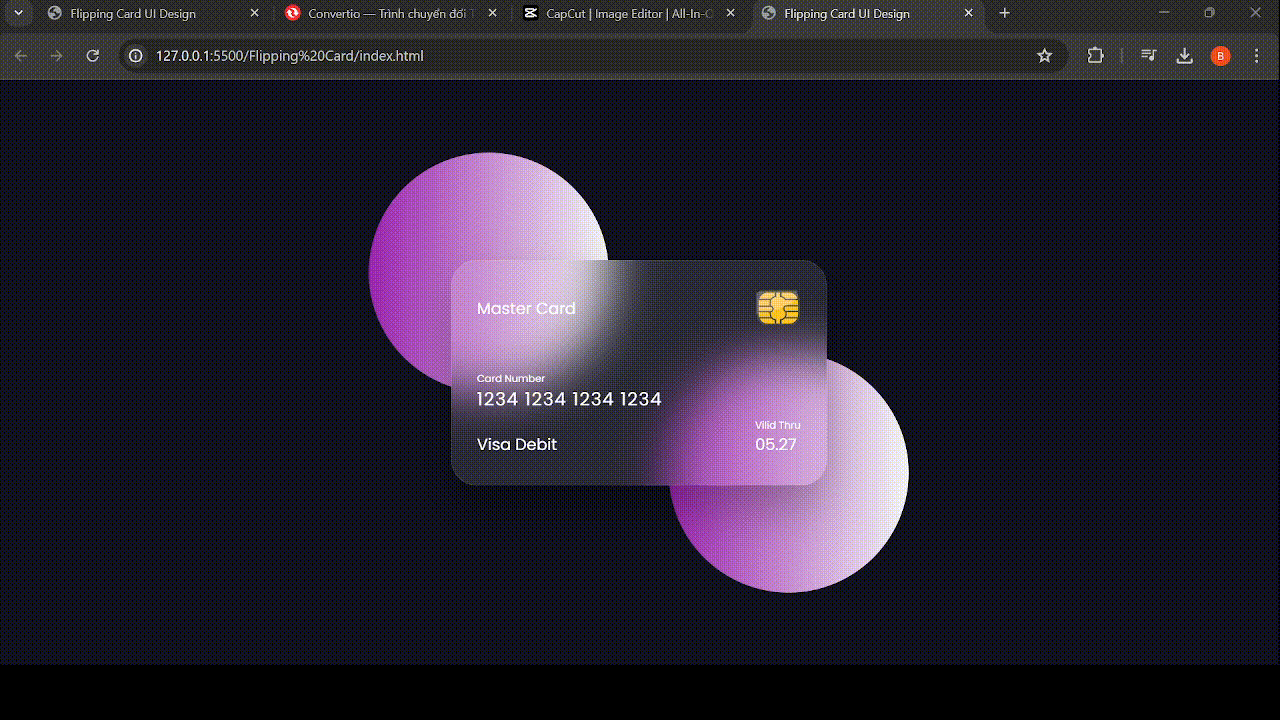 Flipping Card UI Design
Convertio — Trình chuyển đổi
CapCut | Image Editor | All-In-
Flipping Card UI Design
127.0.0.1:5500/Flipping%20Card/index.html
B
Master Card
Card Number
1234 1234 1234 1234
Vilid Thru
05.27
Visa Debit